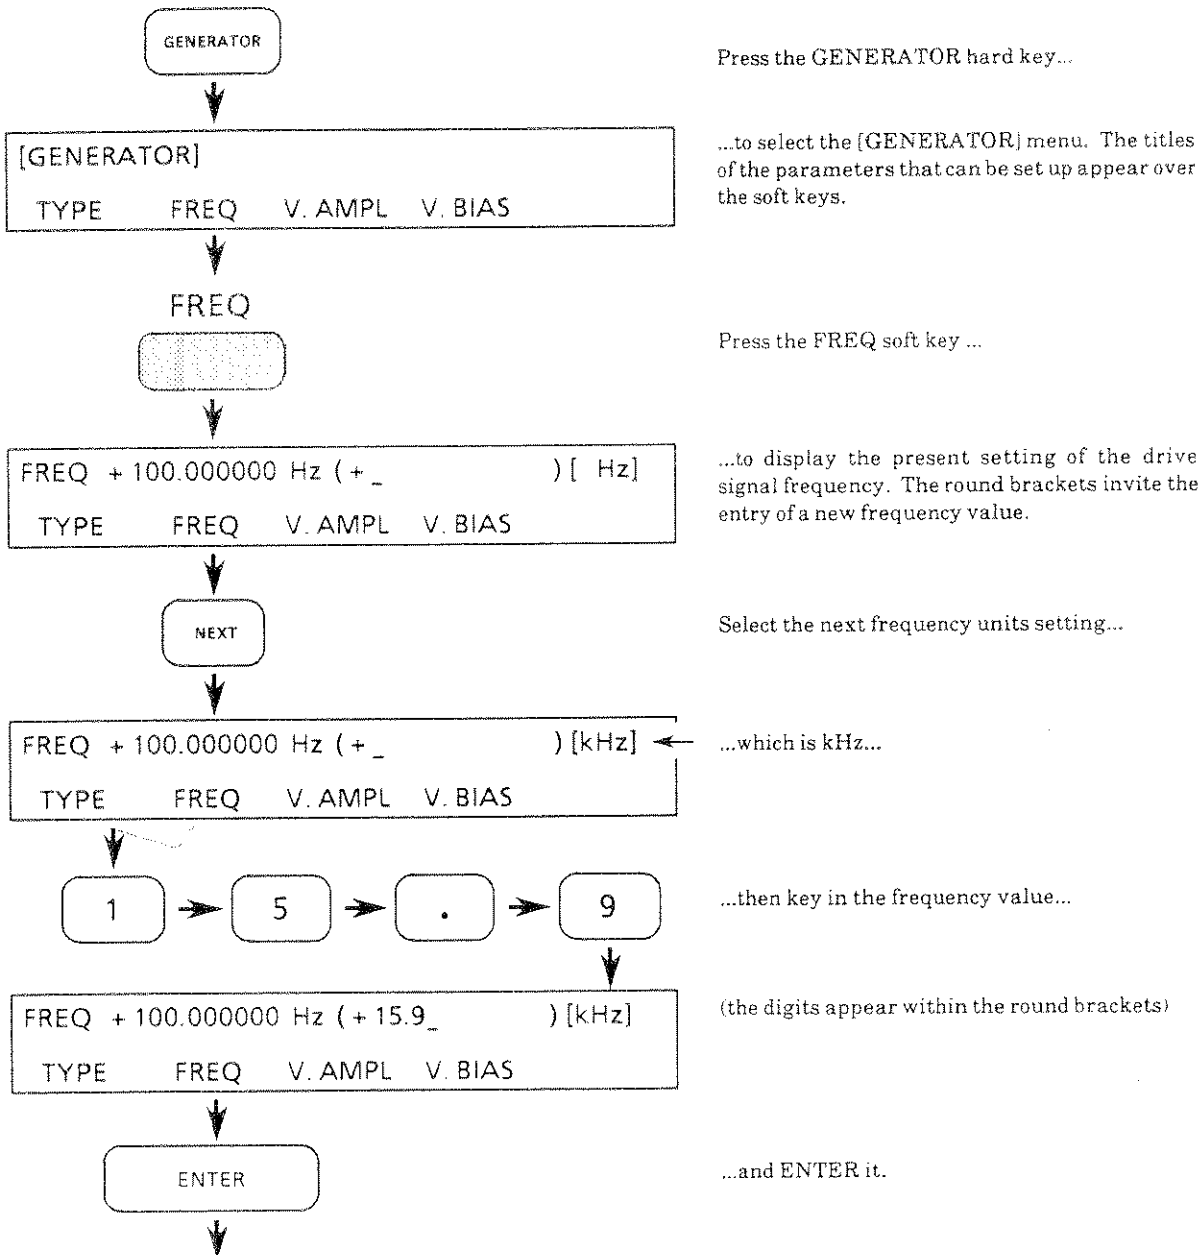 GENERATOR
Press the GENERATOR hard key...
[GENERATOR]
TYPE FREQ V. AMPL V. BIAS
...to select the [GENERATOR] menu. The titles
of the parameters that can be set up appear over
the soft keys.
FREQ
Press the FREQ soft key ...
FREQ + 100.000000 Hz ( + _ ) [ Hz]
TYPE FREQ V. AMPL V. BIAS
...to display the present setting of the drive
signal frequency. The round brackets invite the
entry of a new frequency value.
NEXT
Select the next frequency units setting...
FREQ + 100.000000 Hz ( + _ ) [kHz]
TYPE FREQ V. AMPL V. BIAS
...which is kHz...
1 5 . 9
...then key in the frequency value...
FREQ + 100.000000 Hz ( + 15.9_ ) [kHz]
TYPE FREQ V. AMPL V. BIAS
(the digits appear within the round brackets)
ENTER
...and ENTER it.